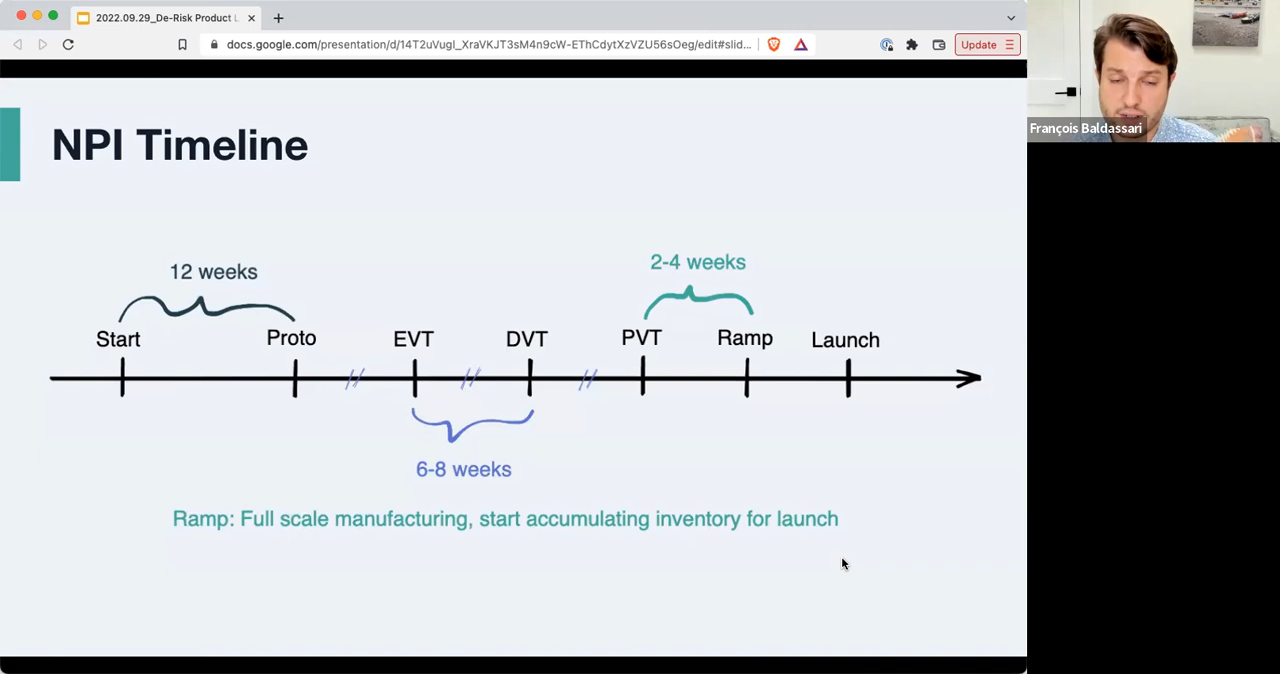 2022.09.29_De-Risk Product L
docs.google.com/presentation/d/14T2uVugl_XraVKJT3sM4n9cW-EThCdytXzVZU56sOeg/edit#slid...
Update
François Baldassari
NPI Timeline
12 weeks
2-4 weeks
Start
Proto
EVT
DVT
PVT
Ramp
Launch
6-8 weeks
Ramp: Full scale manufacturing, start accumulating inventory for launch